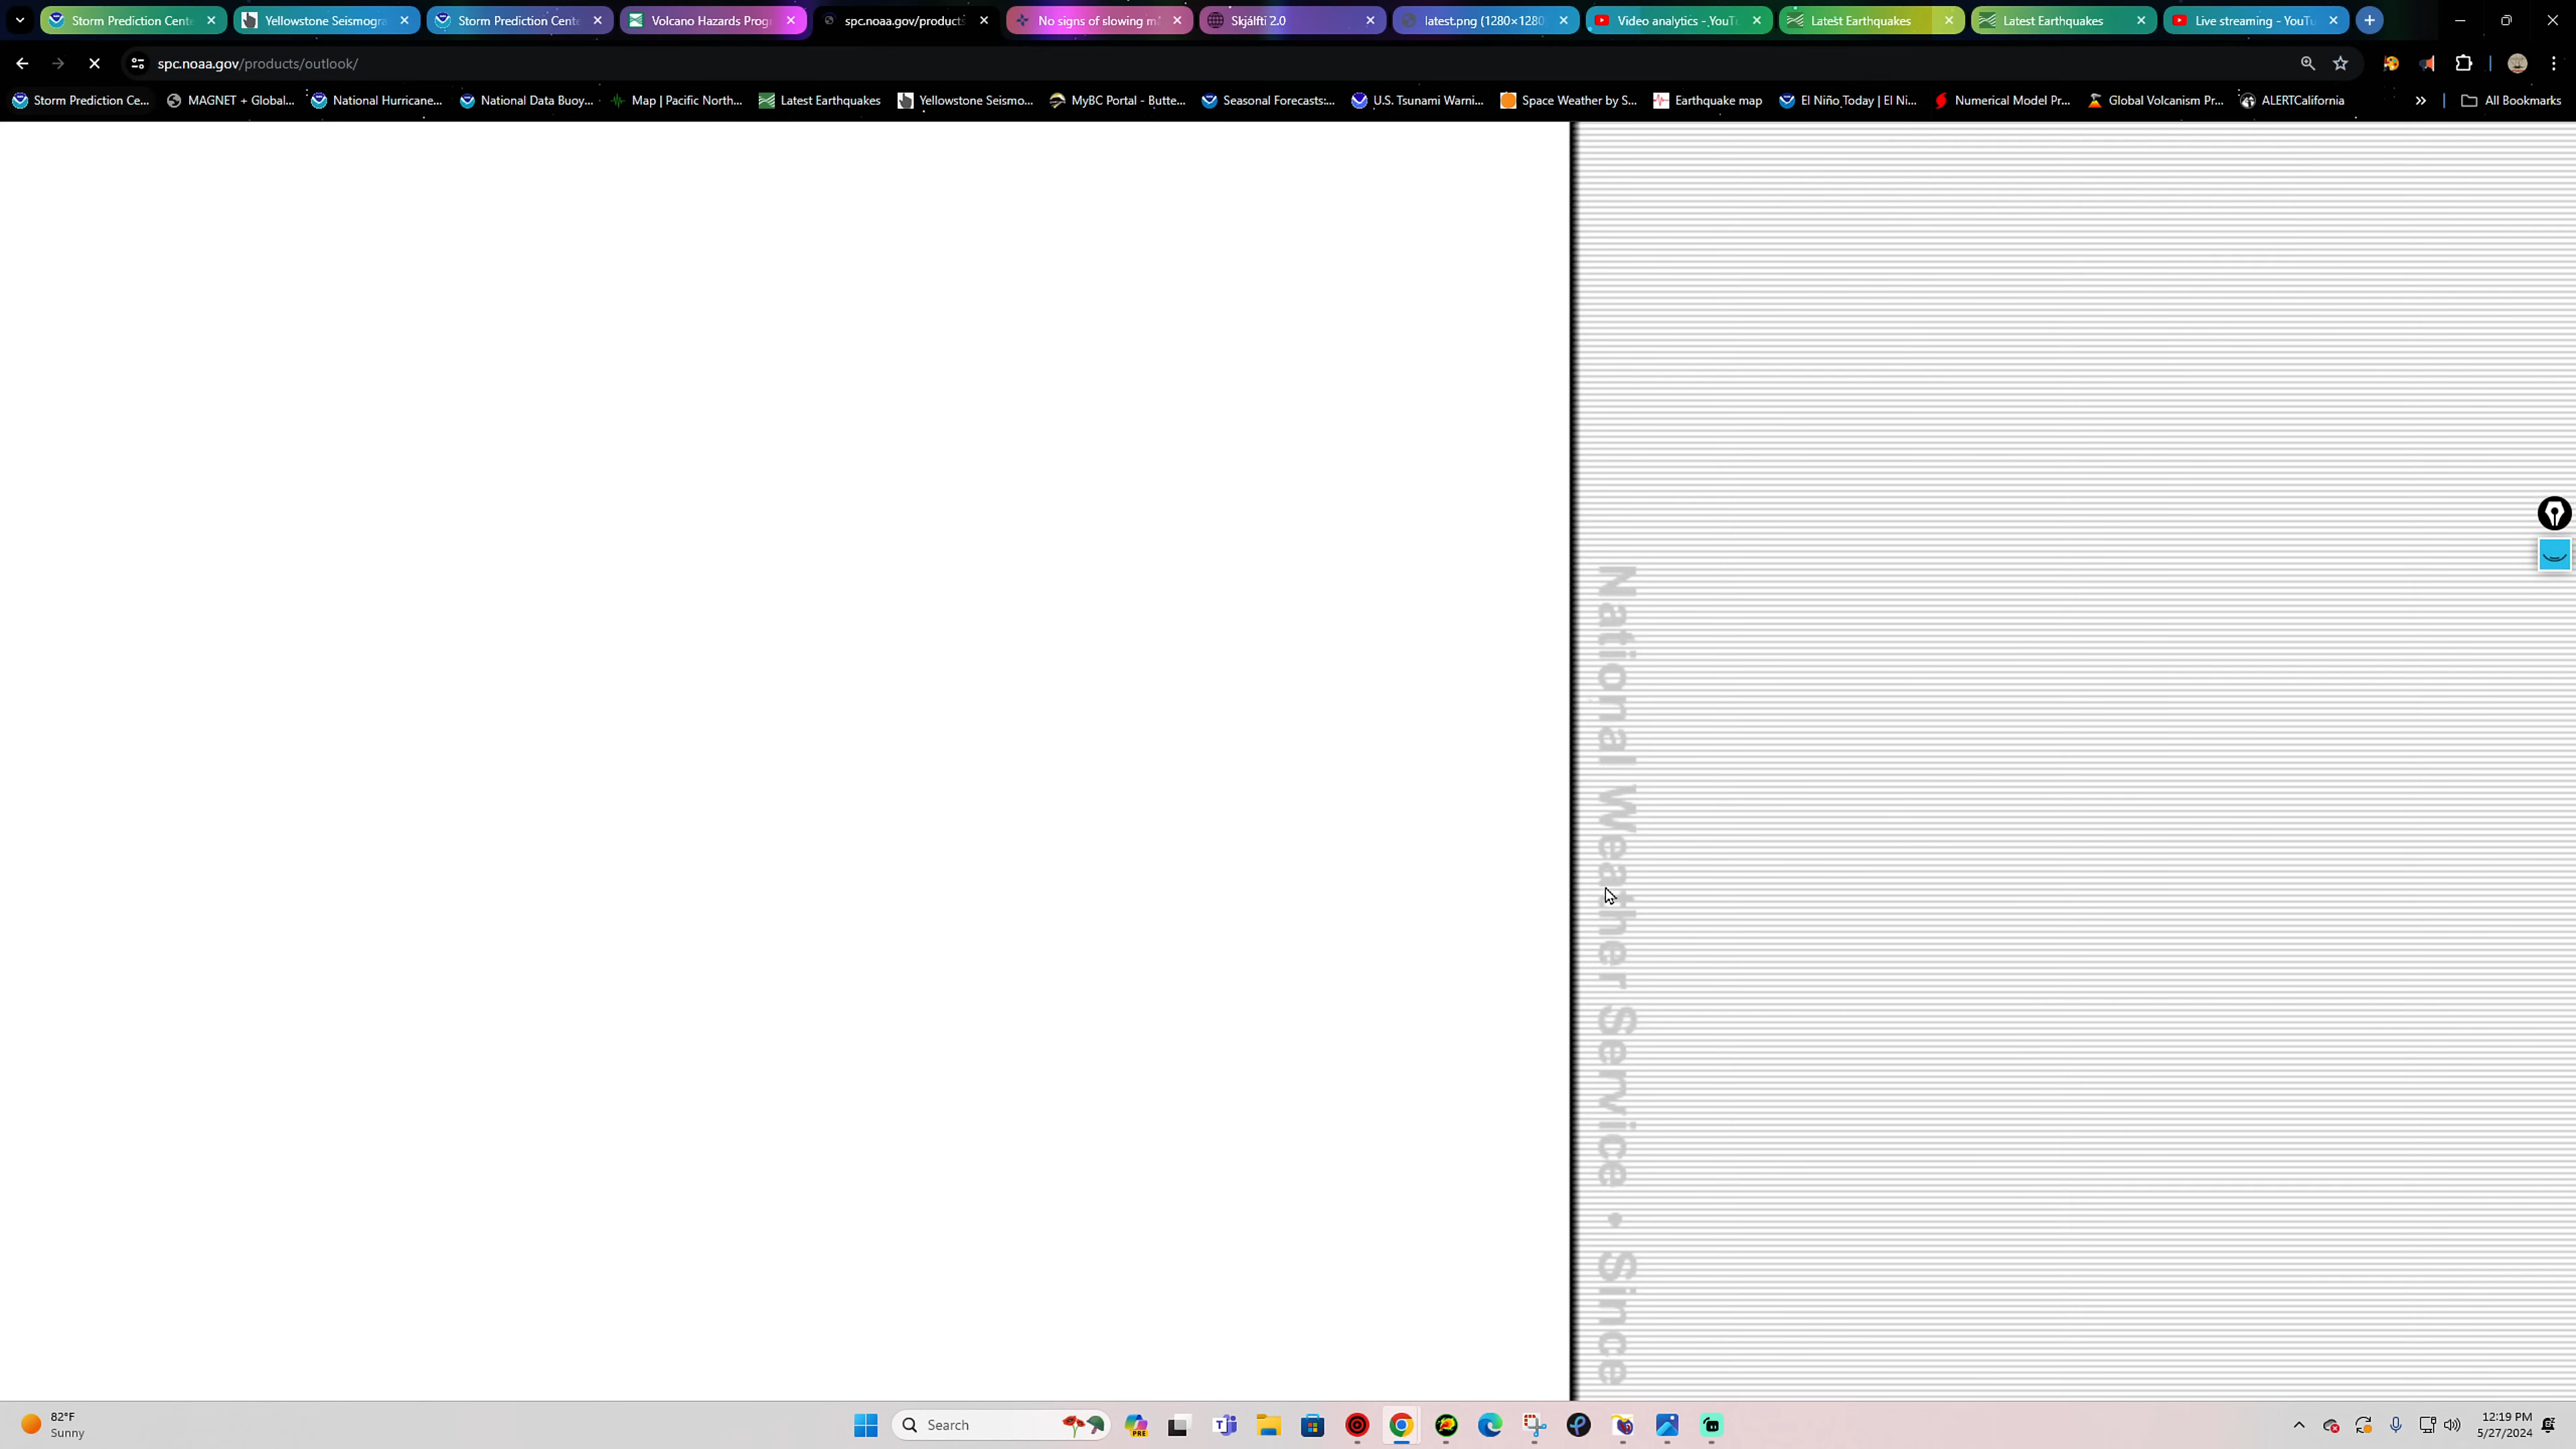 Storm Prediction Cente
Yellowstone Seismogra
Storm Prediction Cente
Volcano Hazards Prog
spc.noaa.gov/product
No signs of slowing m
Skjálfti 2.0
latest.png (1280×1280
Video analytics - YouTu
Latest Earthquakes
Latest Earthquakes
Live streaming - YouTu
spc.noaa.gov/products/outlook/
Storm Prediction Ce...
MAGNET + Global...
National Hurricane...
National Data Buoy...
Map | Pacific North...
Latest Earthquakes
Yellowstone Seismo...
MyBC Portal - Butte...
Seasonal Forecasts:...
U.S. Tsunami Warni...
Space Weather by S...
Earthquake map
El Niño Today | El Ni...
Numerical Model Pr...
Global Volcanism Pr...
ALERTCalifornia
All Bookmarks
National Weather Service • Since
82°F
Sunny
Search
PRE
12:19 PM
5/27/2024